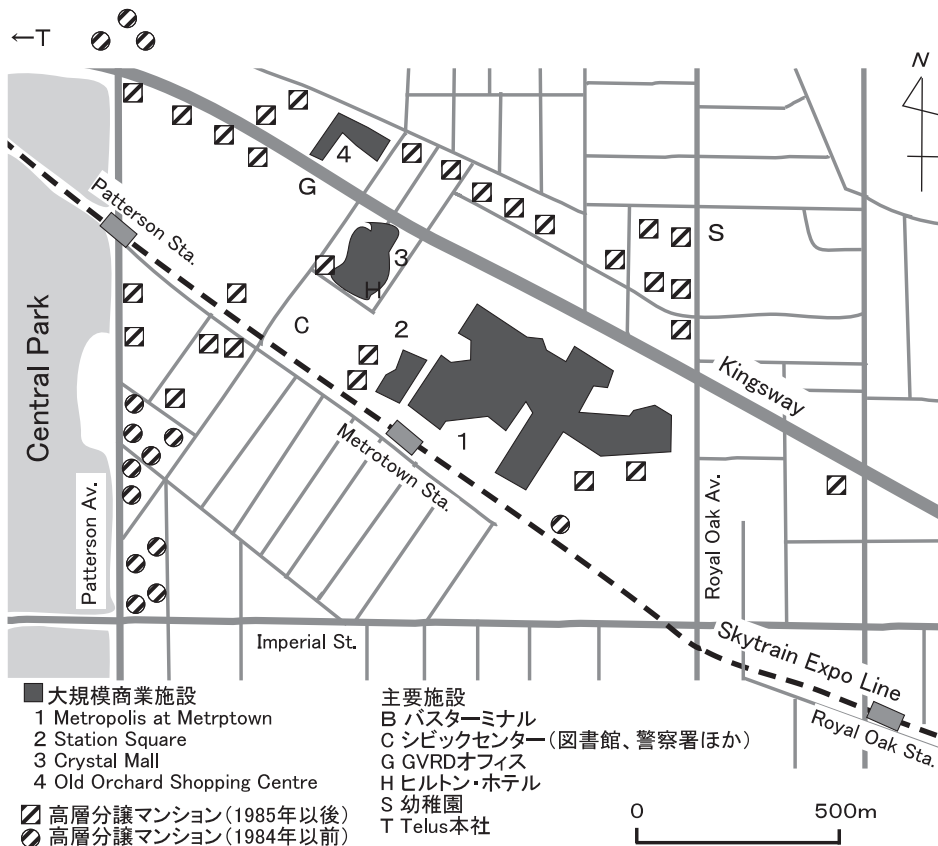 ←T
N
4
G
Patterson Sta.
S
3
H
C
2
Central Park
Kingsway
1
Metrotown Sta.
Patterson Av.
Royal Oak Av.
Imperial St.
Skytrain Expo Line
Royal Oak Sta.
大規模商業施設
1 Metropolis at Metrptown
2 Station Square
3 Crystal Mall
4 Old Orchard Shopping Centre
高層分譲マンション(1985年以後)
高層分譲マンション(1984年以前)
主要施設
B バスターミナル
C シビックセンター(図書館、警察署ほか)
G GVRDオフィス
H ヒルトン・ホテル
S 幼稚園
T Telus本社
0 500m